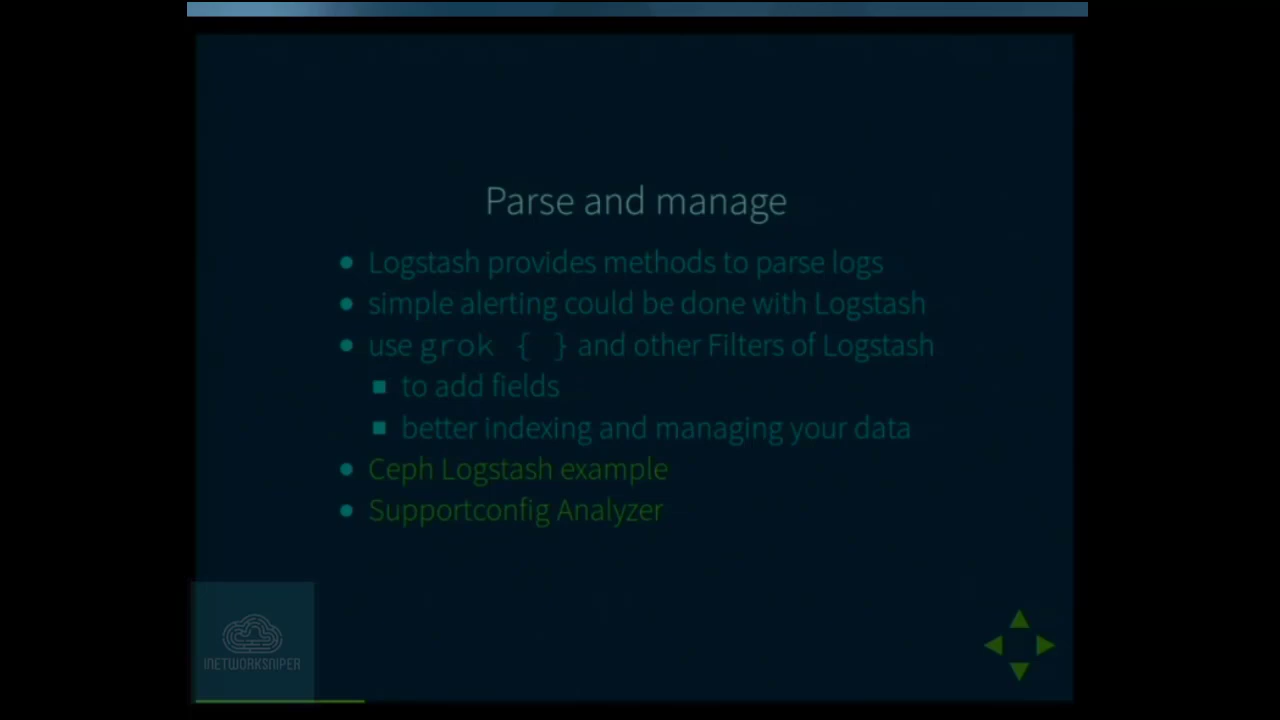 Parse and manage
Logstash provides methods to parse logs
simple alerting could be done with Logstash
use grok { } and other Filters of Logstash
to add fields
better indexing and managing your data
Ceph Logstash example
Supportconfig Analyzer
INETWORKSNIPER